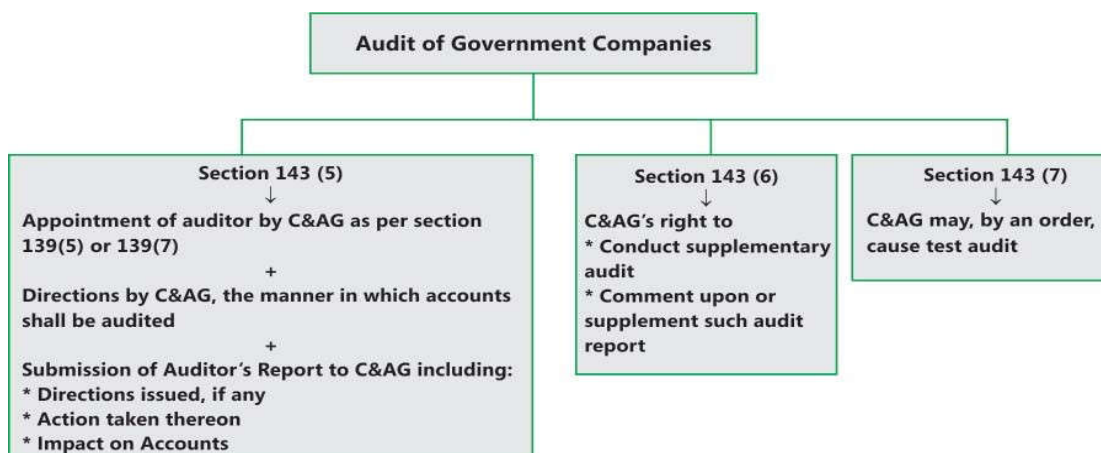 Audit of Government Companies
Section 143 (5)
↓
Appointment of auditor by C&AG as per section
139(5) or 139(7)
+
Directions by C&AG, the manner in which accounts
shall be audited
+
Submission of Auditor's Report to C&AG including:
* Directions issued, if any
* Action taken thereon
* Impact on Accounts
Section 143 (6)
↓
C&AG's right to
* Conduct supplementary
audit
* Comment upon or
supplement such audit
report
Section 143 (7)
↓
C&AG may, by an order,
cause test audit